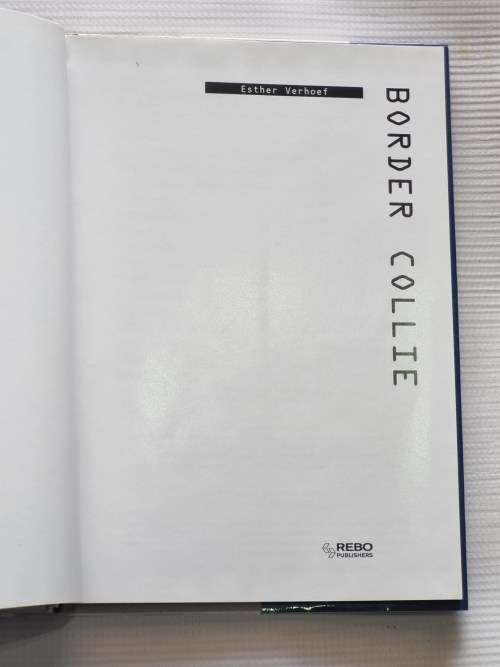 Esther Verhoef
BORDER COLLIE
REBO
PUBLISHERS